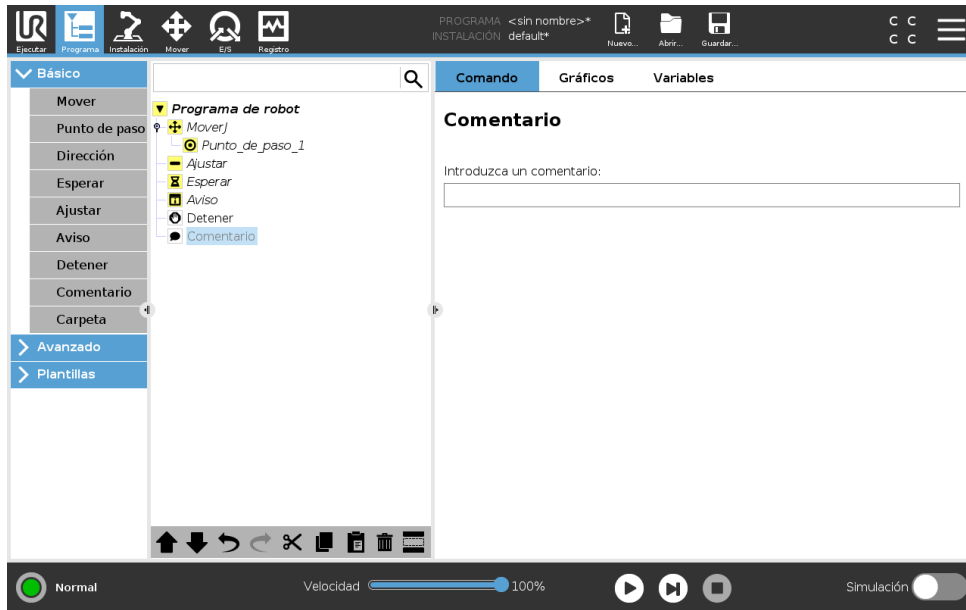 PROGRAMA <sin nombre>*
INSTALACIÓN default*
Ejecutar Programa Instalación Mover E/S Registro Nuevo... Abrir... Guardar...
C C
C C
Básico
Mover
Punto de paso
Dirección
Esperar
Ajustar
Aviso
Detener
Comentario
Carpeta
Avanzado
Plantillas
Programa de robot
MoverJ
Punto_de_paso_1
Ajustar
Esperar
Aviso
Detener
Comentario
Comando Gráficos Variables
Comentario
Introduzca un comentario:
Normal Velocidad 100% Simulación